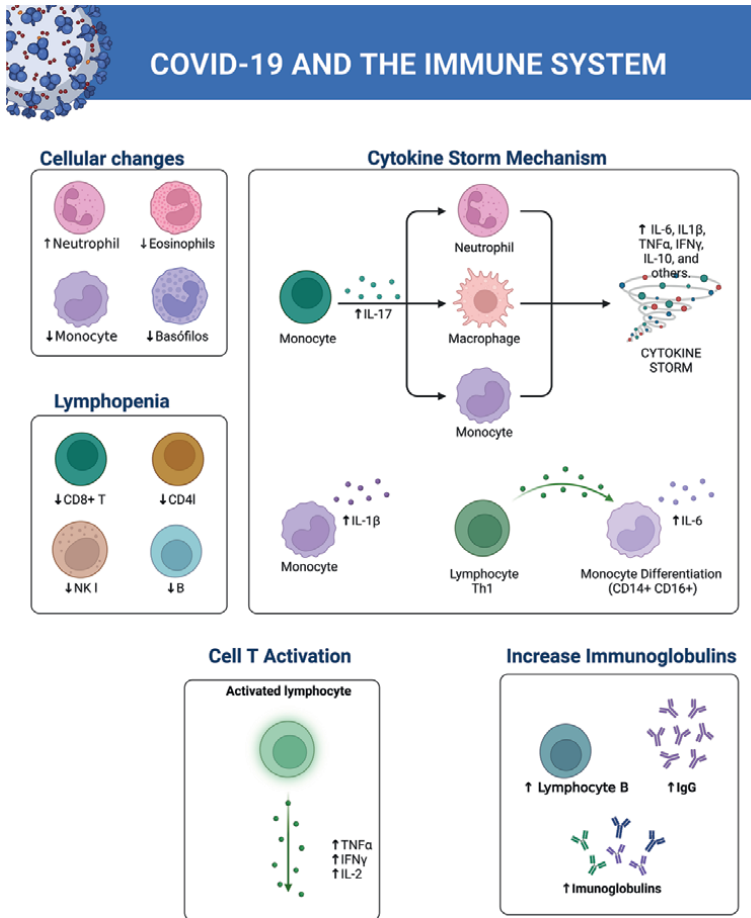 COVID-19 AND THE IMMUNE SYSTEM
Cellular changes
↑Neutrophil
↓Eosinophils
↓Monocyte
↓Basófilos
Lymphopenia
↓CD8+ T
↓CD4I
↓NK I
↓B
Cytokine Storm Mechanism
Monocyte
↑IL-17
Neutrophil
Macrophage
Monocyte
↑ IL-6, IL1β,
TNFα, IFNγ,
IL-10, and
others.
CYTOKINE
STORM
↑IL-1β
Monocyte
Lymphocyte
Th1
↑IL-6
Monocyte Differentiation
(CD14+ CD16+)
Cell T Activation
Activated lymphocyte
↑TNFα
↑IFNγ
↑IL-2
Increase Immunoglobulins
↑ Lymphocyte B
↑IgG
↑Imunoglobulins